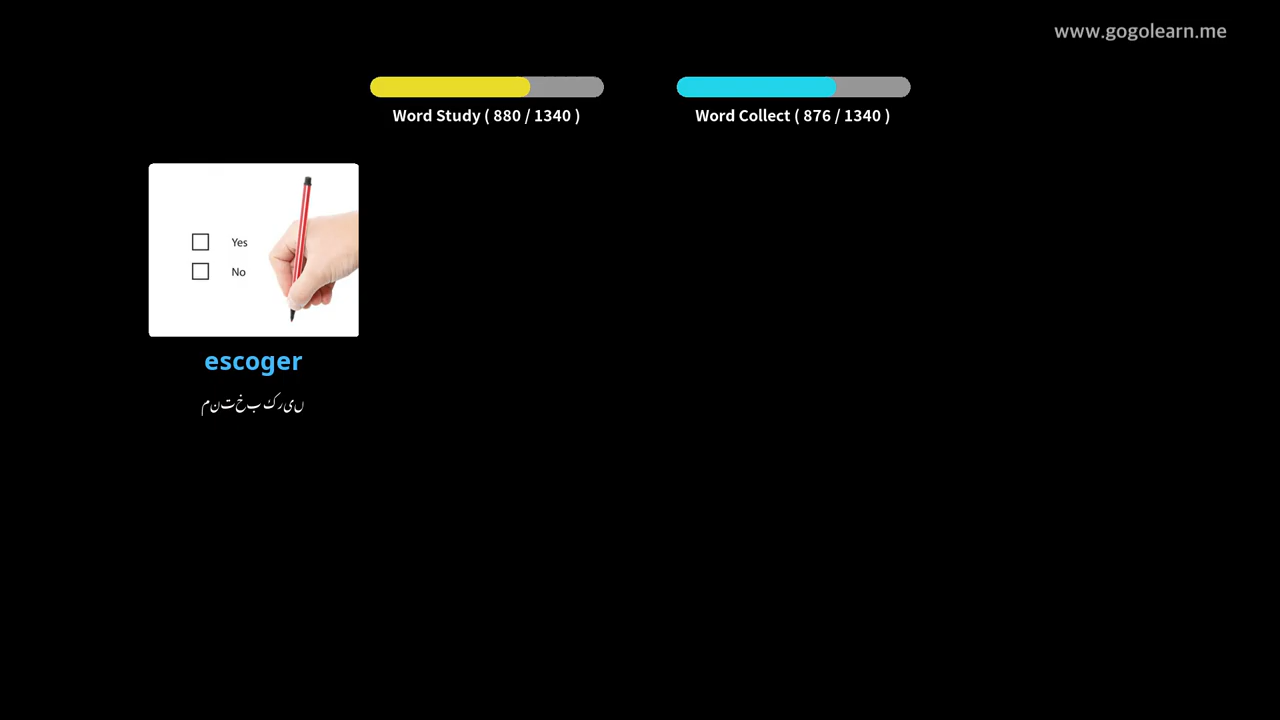 www.gogolearn.me
Word Study ( 880 / 1340 )
Word Collect ( 876 / 1340 )
Yes
No
escoger
منتخب کریں